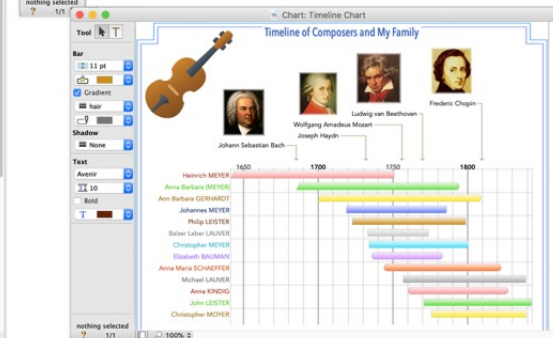 nothing selected
? 1/1
Chart: Timeline Chart
Tool
T
Bar
11 pt
Gradient
hair
Shadow
None
Text
Avenir
10
Bold
T
nothing selected
? 1/1
100%
Timeline of Composers and My Family
Frederic Chopin
Ludwig van Beethoven
Wolfgang Amadeus Mozart
Joseph Haydn
Johann Sebastian Bach
1650 1700 1750 1800
Heinrich MEYER
Anna Barbara (MEYER)
Ann Barbara GERHARDT
Johannes MEYER
Philip LEISTER
Balzer Laber LAUVER
Christopher MEYER
Elizabeth BAUMAN
Anna Maria SCHAEFFER
Michael LAUVER
Anna KINDIG
John LEISTER
Christopher MOYER